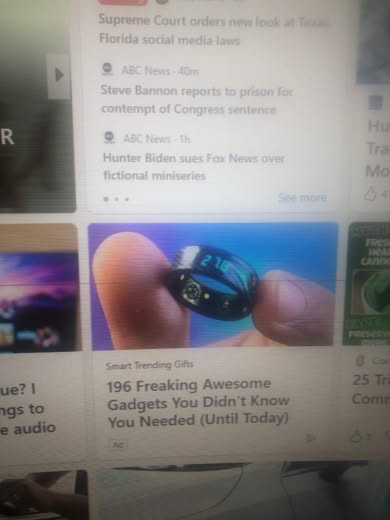 Supreme Court orders new look at Texas,
Florida social media laws
ABC News · 40m
Steve Bannon reports to prison for
contempt of Congress sentence
ABC News · 1h
Hunter Biden sues Fox News over
fictional miniseries
See more
R
Hu
Tra
Mo
Smart Trending Gifts
196 Freaking Awesome
Gadgets You Didn't Know
You Needed (Until Today)
Ad
ue? I
ngs to
e audio
25 Tri
Comm